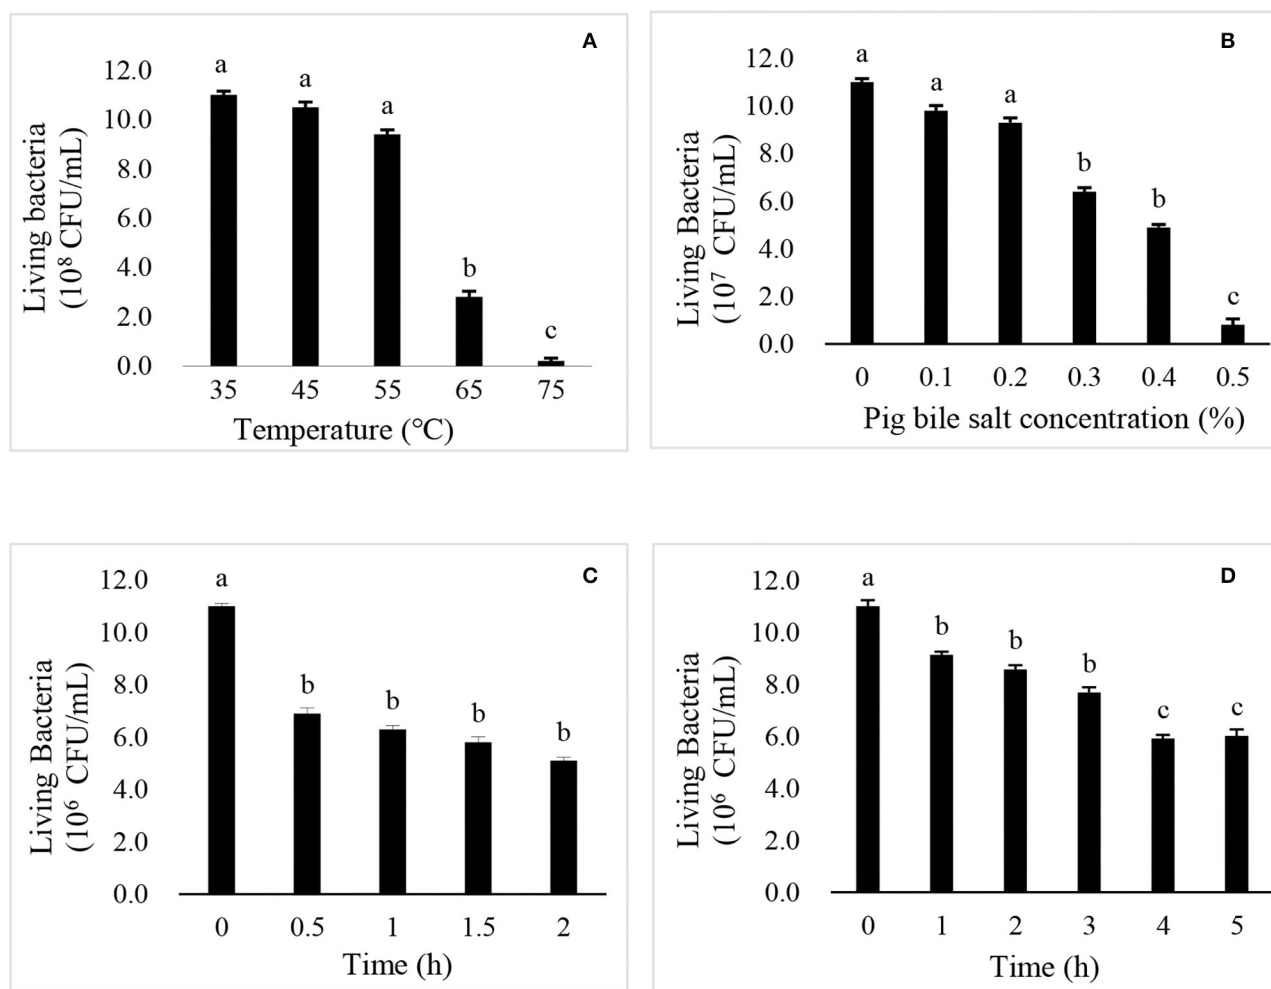 A
Living bacteria
(10⁸ CFU/mL)
12.0
10.0
8.0
6.0
4.0
2.0
0.0
a
a
a
b
c
35 45 55 65 75
Temperature (°C)
B
Living Bacteria
(10⁷ CFU/mL)
12.0
10.0
8.0
6.0
4.0
2.0
0.0
a
a
a
b
b
c
0 0.1 0.2 0.3 0.4 0.5
Pig bile salt concentration (%)
C
Living Bacteria
(10⁶ CFU/mL)
12.0
10.0
8.0
6.0
4.0
2.0
0.0
a
b
b
b
b
0 0.5 1 1.5 2
Time (h)
D
Living Bacteria
(10⁶ CFU/mL)
12.0
10.0
8.0
6.0
4.0
2.0
0.0
a
b
b
b
c
c
0 1 2 3 4 5
Time (h)